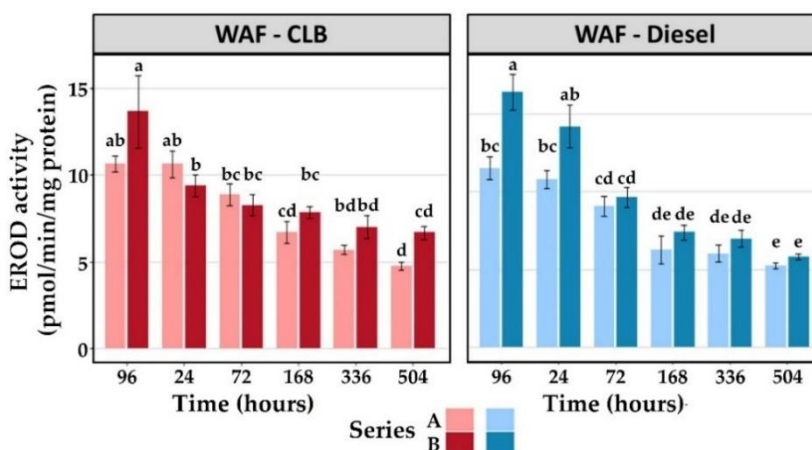 WAF - CLB
WAF - Diesel
EROD activity
(pmol/min/mg protein)
15
10
5
0
a
ab
ab
b
bc bc
cd
bc
bd bd
d
cd
a
bc
bc
ab
cd cd
de de
de de
e e
96 24 72 168 336 504
96 24 72 168 336 504
Time (hours)
Time (hours)
Series A
B